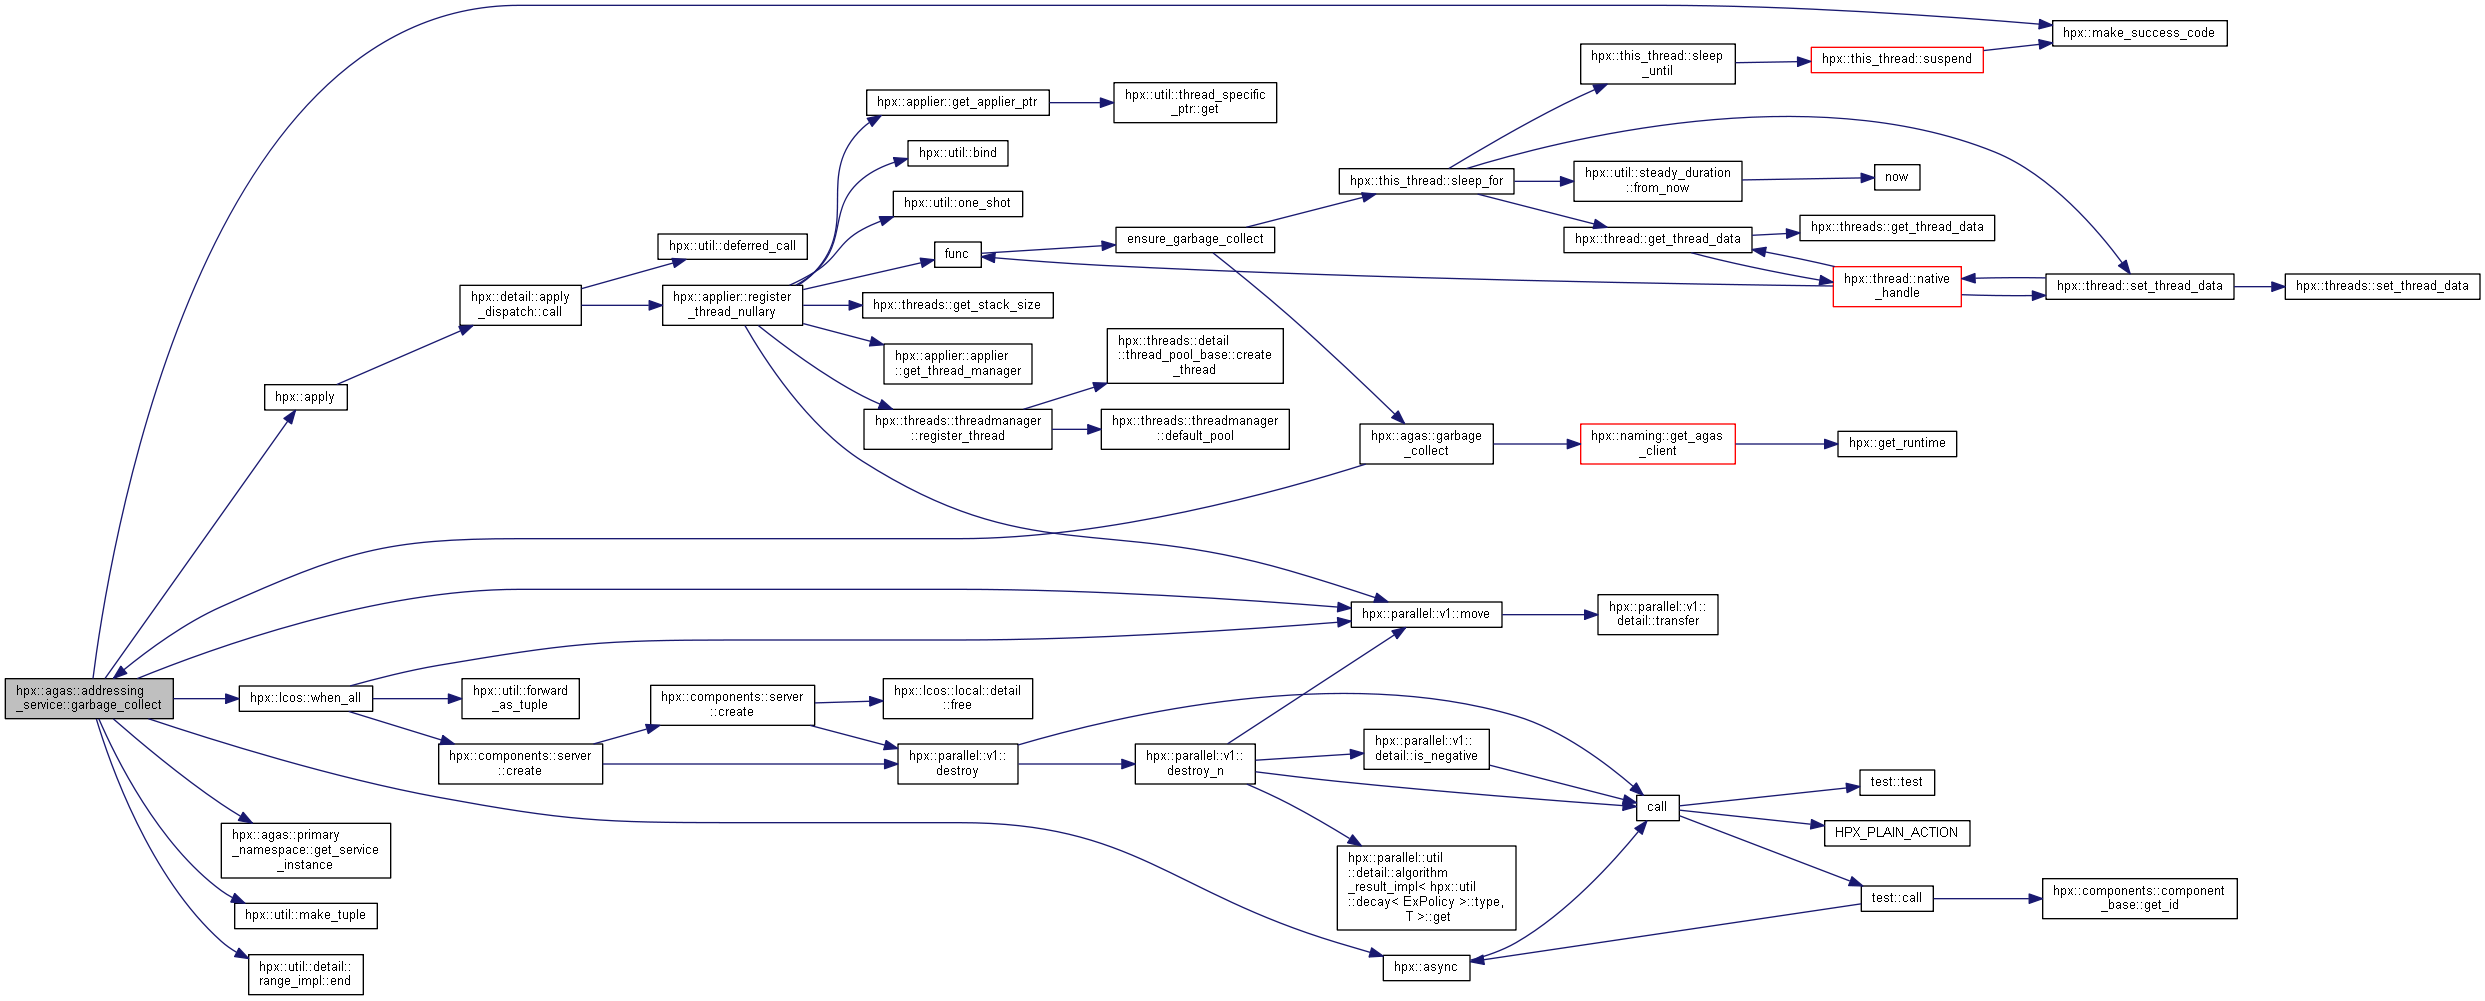 hpx::make_success_code
hpx::this_thread::sleep
_until
hpx::this_thread::suspend
hpx::applier::get_applier_ptr
hpx::util::thread_specific
_ptr::get
hpx::util::bind
hpx::this_thread::sleep_for
hpx::util::steady_duration
::from_now
now
hpx::util::one_shot
hpx::util::deferred_call
func
ensure_garbage_collect
hpx::thread::get_thread_data
hpx::threads::get_thread_data
hpx::detail::apply
_dispatch::call
hpx::applier::register
_thread_nullary
hpx::threads::get_stack_size
hpx::thread::native
_handle
hpx::thread::set_thread_data
hpx::threads::set_thread_data
hpx::applier::applier
::get_thread_manager
hpx::threads::detail
::thread_pool_base::create
_thread
hpx::apply
hpx::threads::threadmanager
::register_thread
hpx::threads::threadmanager
::default_pool
hpx::agas::garbage
_collect
hpx::naming::get_agas
_client
hpx::get_runtime
hpx::parallel::v1::move
hpx::parallel::v1::
detail::transfer
hpx::agas::addressing
_service::garbage_collect
hpx::lcos::when_all
hpx::util::forward
_as_tuple
hpx::components::server
::create
hpx::lcos::local::detail
::free
hpx::components::server
::create
hpx::parallel::v1::
destroy
hpx::parallel::v1::
destroy_n
hpx::parallel::v1::
detail::is_negative
call
test::test
HPX_PLAIN_ACTION
hpx::agas::primary
_namespace::get_service
_instance
hpx::parallel::util
::detail::algorithm
_result_impl< hpx::util
::decay< ExPolicy >::type,
T >::get
test::call
hpx::components::component
_base::get_id
hpx::util::make_tuple
hpx::util::detail::
range_impl::end
hpx::async